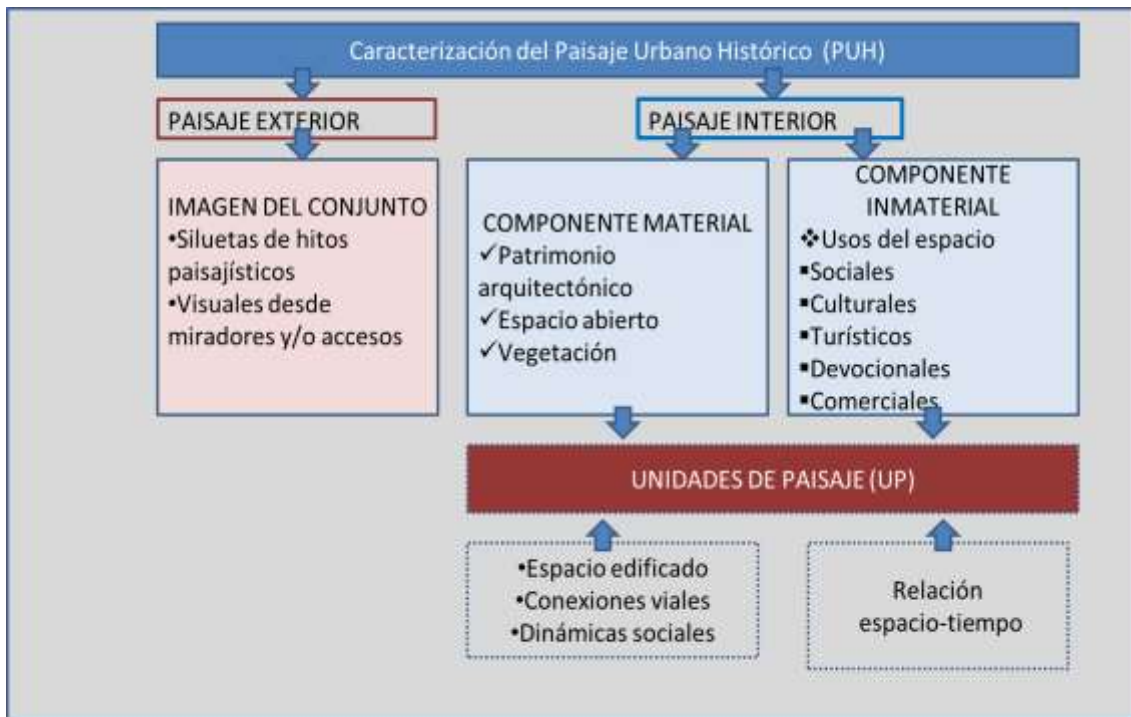 Caracterización del Paisaje Urbano Histórico (PUH)
PAISAJE EXTERIOR
PAISAJE INTERIOR
IMAGEN DEL CONJUNTO
•Siluetas de hitos
paisajísticos
•Visuales desde
miradores y/o accesos
COMPONENTE MATERIAL
✓Patrimonio
arquitectónico
✓Espacio abierto
✓Vegetación
COMPONENTE
INMATERIAL
❖Usos del espacio
▪Sociales
▪Culturales
▪Turísticos
▪Devocionales
▪Comerciales
UNIDADES DE PAISAJE (UP)
•Espacio edificado
•Conexiones viales
•Dinámicas sociales
Relación
espacio-tiempo